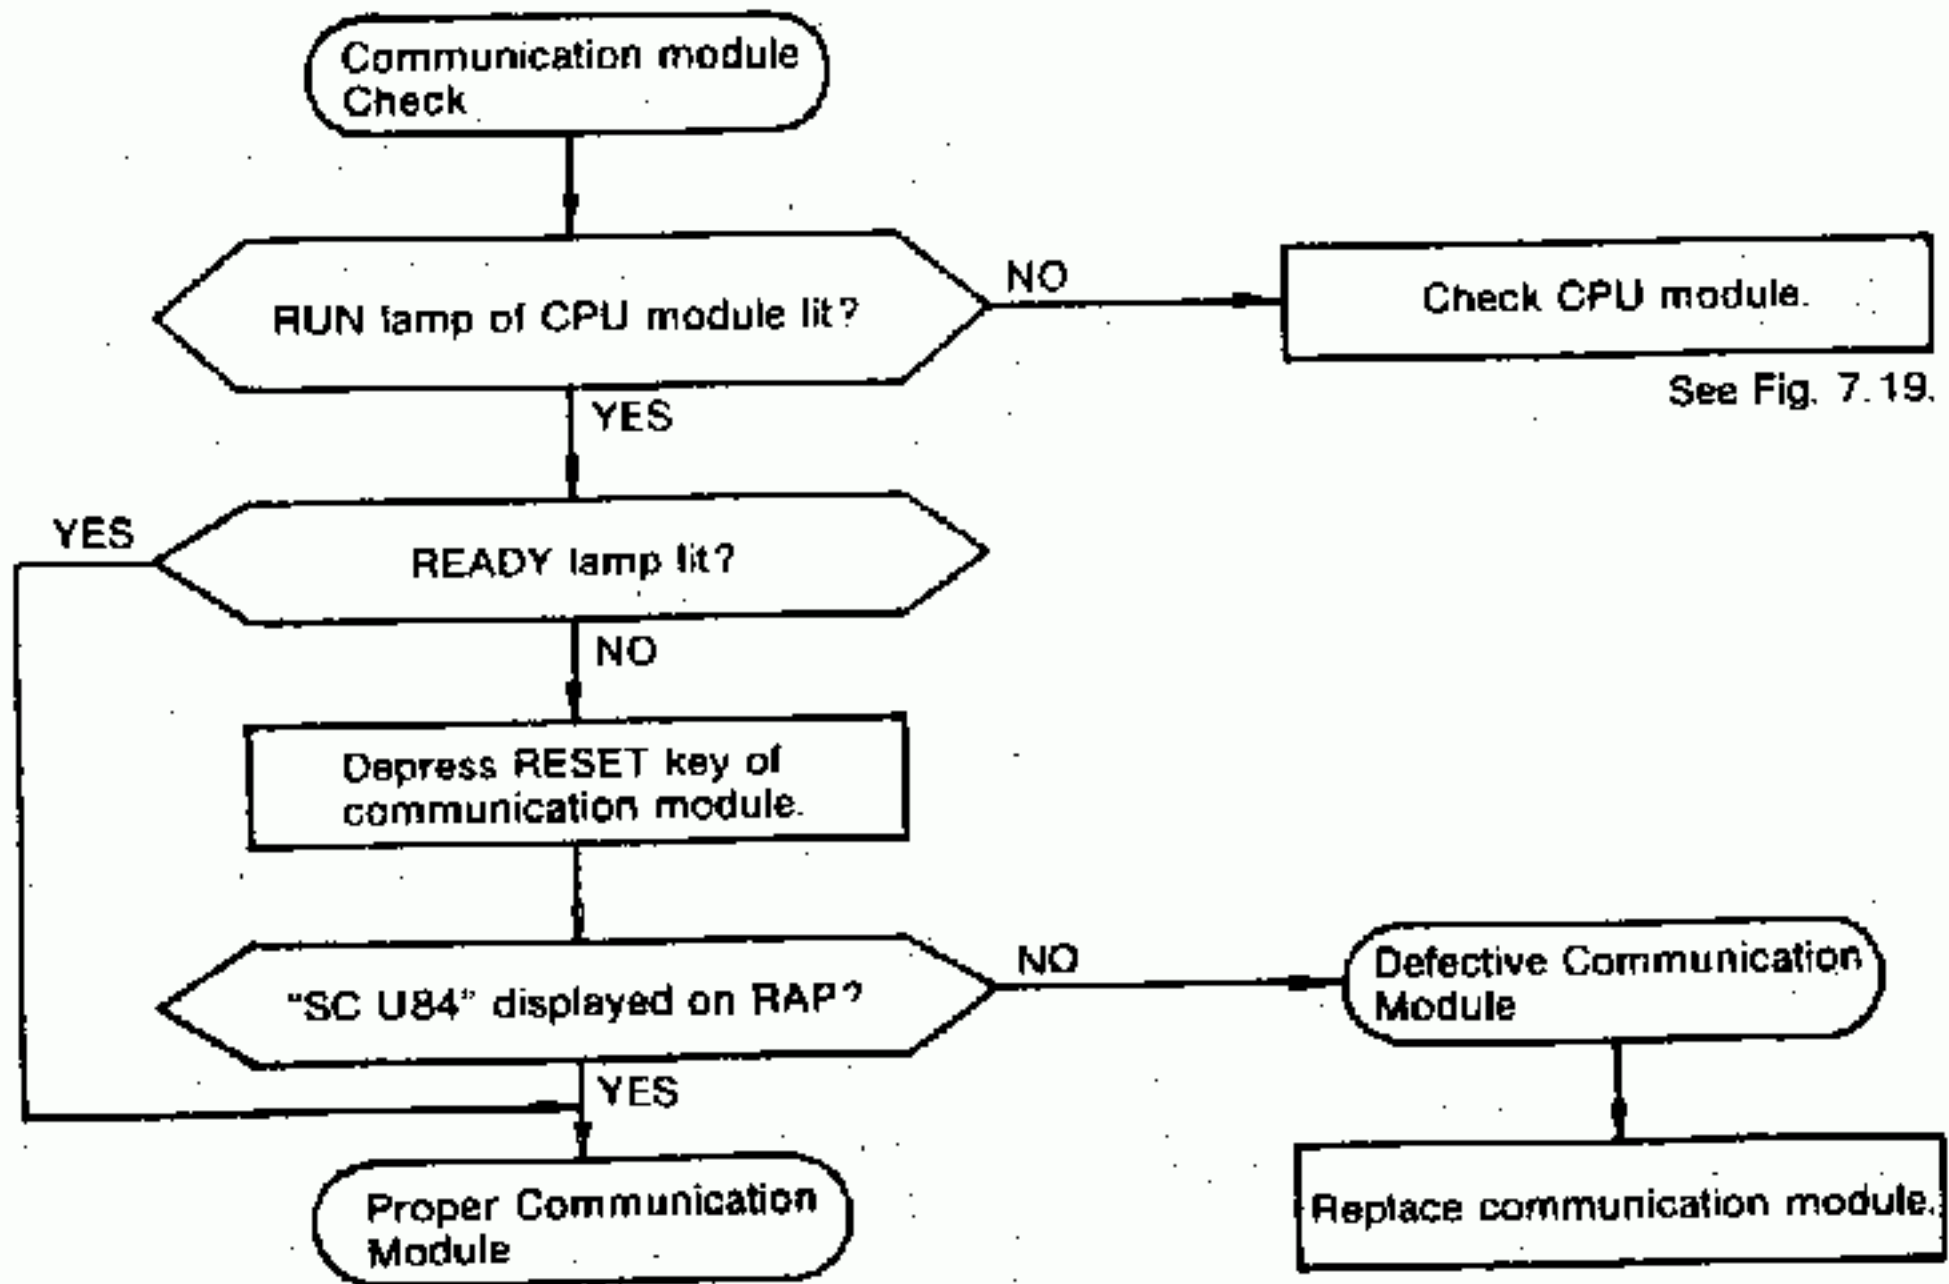 Communication module
Check
RUN lamp of CPU module lit?
NO
Check CPU module.
See Fig. 7.19.
YES
YES
READY lamp lit?
NO
Depress RESET key of
communication module.
"SC U84" displayed on RAP?
NO
Defective Communication
Module
YES
Proper Communication
Module
Replace communication module.